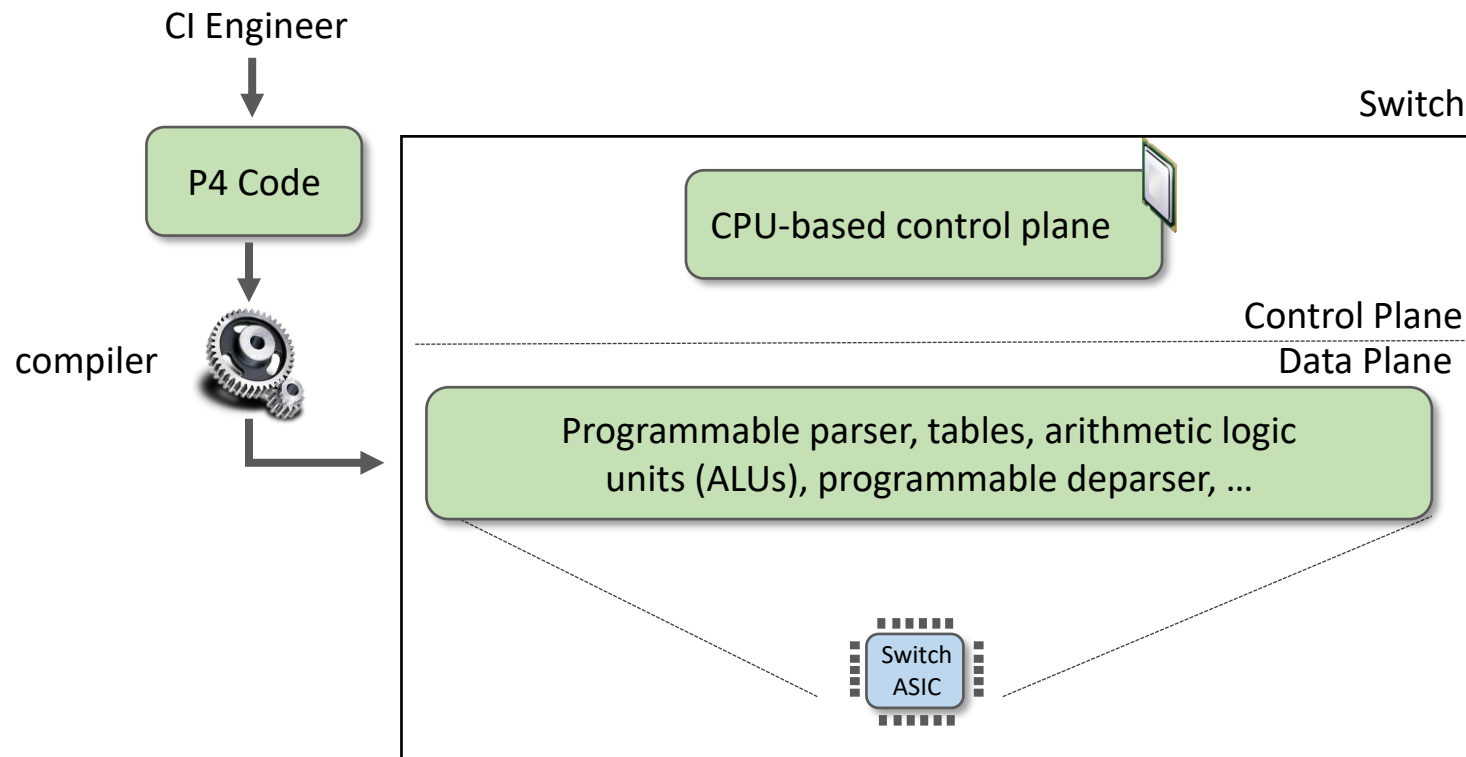 CI Engineer
Switch
P4 Code
CPU-based control plane
Control Plane
compiler
Data Plane
Programmable parser, tables, arithmetic logic
units (ALUs), programmable deparser, …
Switch
ASIC